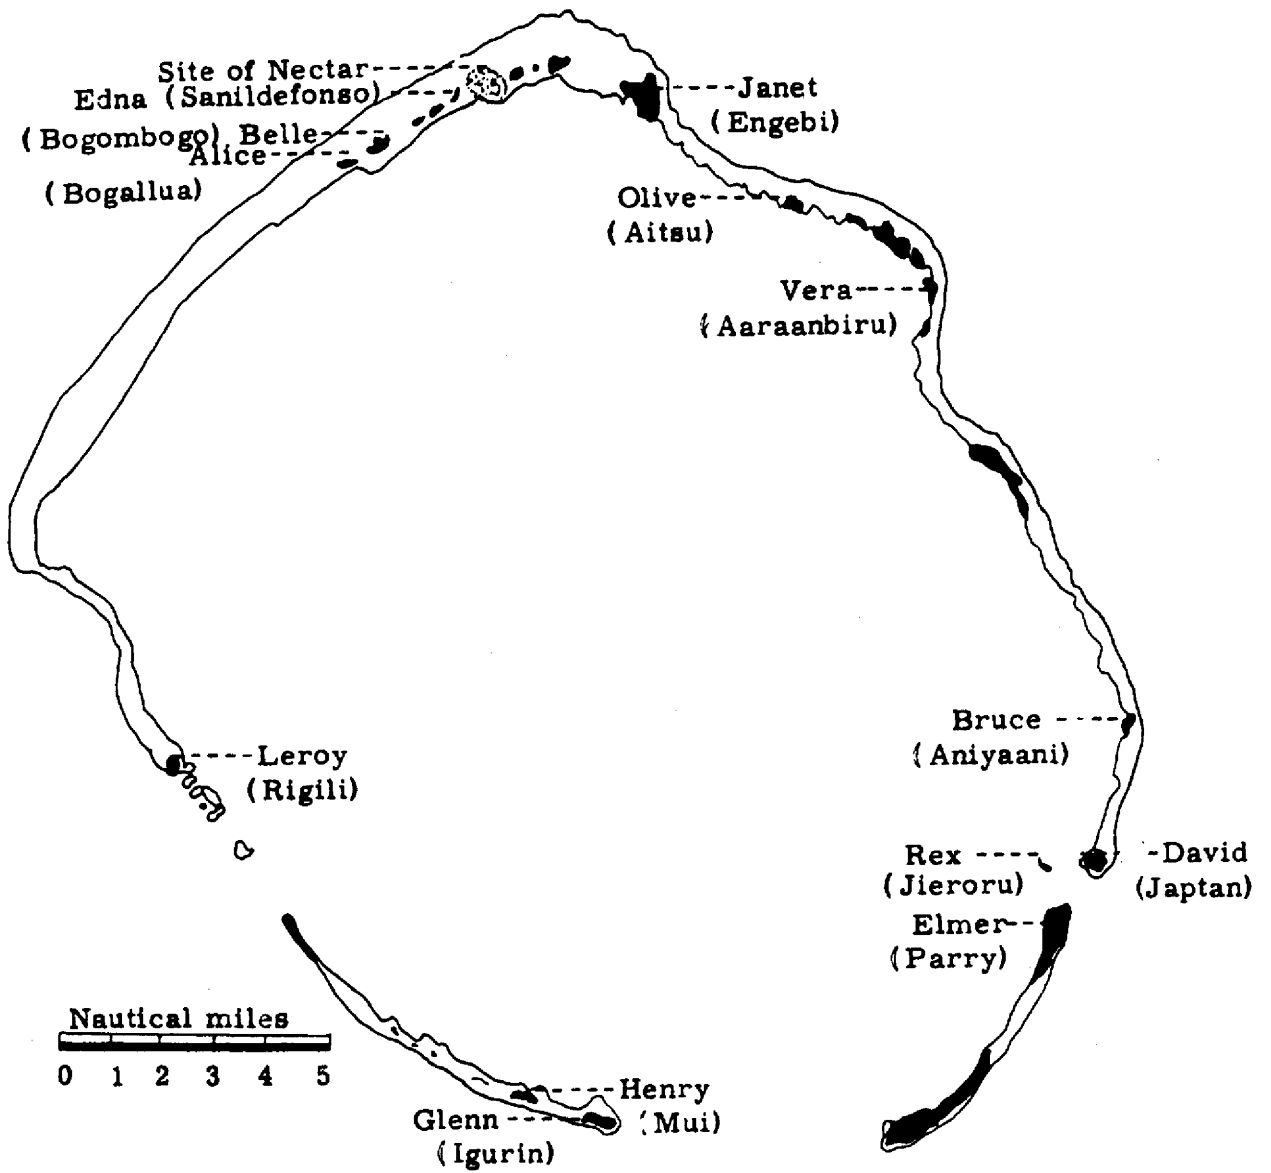 Site of Nectar
Edna (Sanildefonso)
(Bogombogo) Belle
Alice
(Bogallua)
Janet
(Engebi)
Olive
(Aitsu)
Vera
(Aaraanbiru)
Bruce
(Aniyaani)
Leroy
(Rigili)
Rex
(Jieroru)
David
(Japtan)
Elmer
(Parry)
Nautical miles
0 1 2 3 4 5
Henry
(Mui)
Glenn
(Igurin)